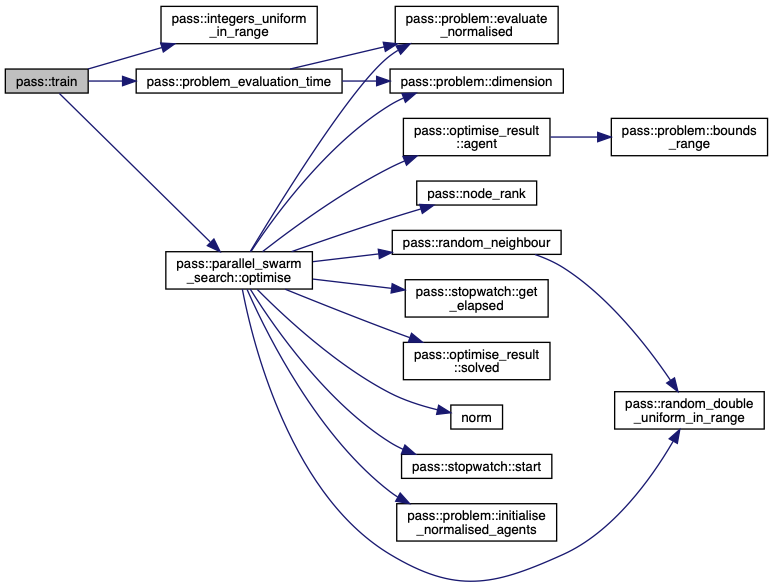 pass::train
pass::integers_uniform
_in_range
pass::problem_evaluation_time
pass::parallel_swarm
_search::optimise
pass::problem::evaluate
_normalised
pass::problem::dimension
pass::optimise_result
::agent
pass::problem::bounds
_range
pass::node_rank
pass::random_neighbour
pass::stopwatch::get
_elapsed
pass::optimise_result
::solved
norm
pass::stopwatch::start
pass::problem::initialise
_normalised_agents
pass::random_double
_uniform_in_range